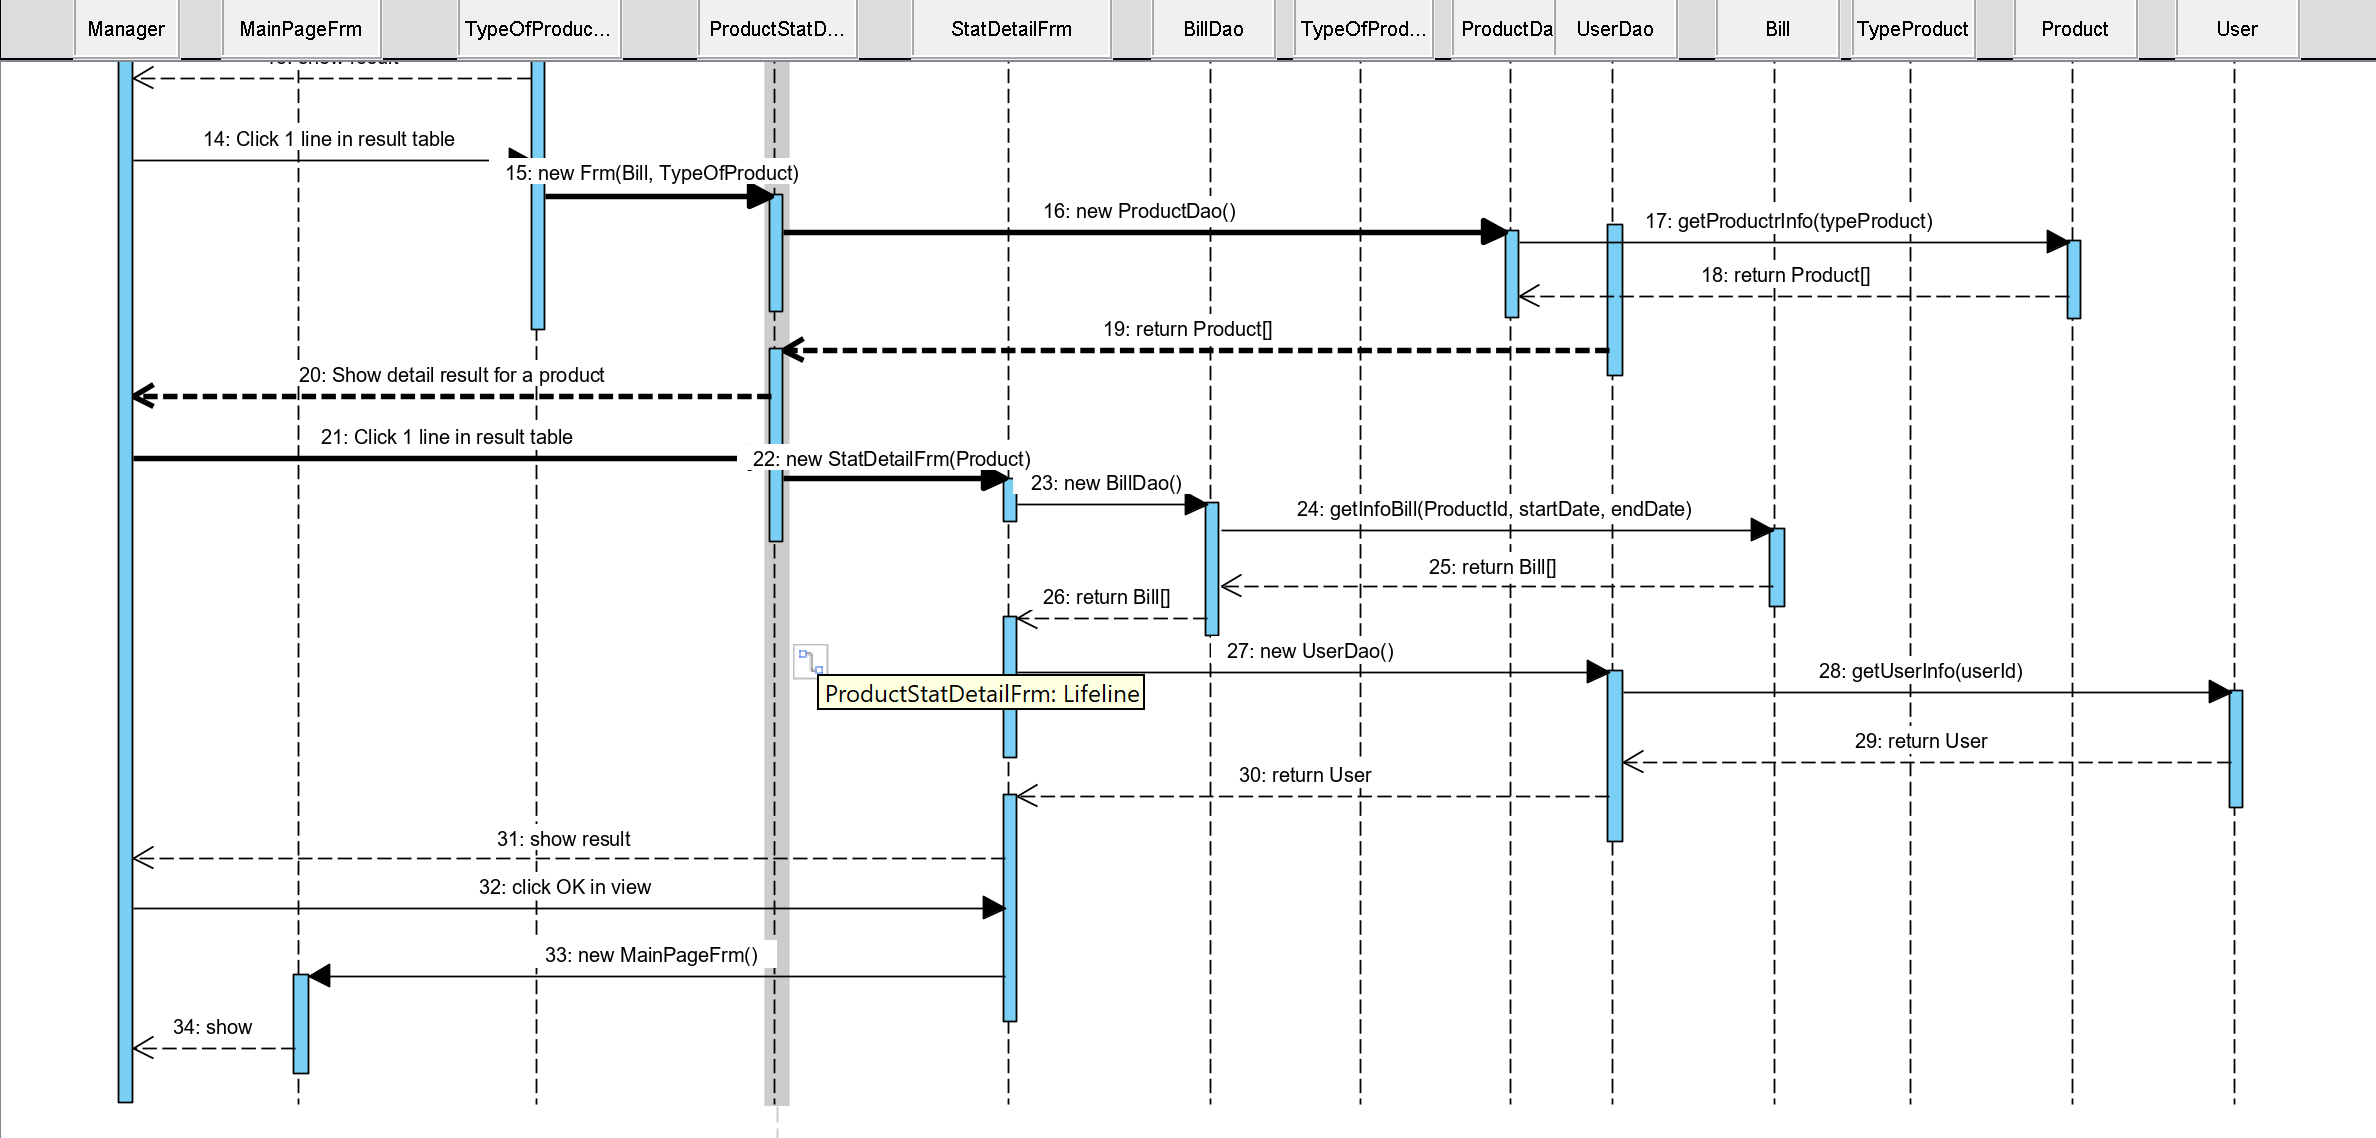 Manager
MainPageFrm
TypeOfProduc...
ProductStatD...
StatDetailFrm
BillDao
TypeOfProd...
ProductDa
UserDao
Bill
TypeProduct
Product
User
14: Click 1 line in result table
15: new Frm(Bill, TypeOfProduct)
16: new ProductDao()
17: getProductrInfo(typeProduct)
18: return Product[]
19: return Product[]
20: Show detail result for a product
21: Click 1 line in result table
22: new StatDetailFrm(Product)
23: new BillDao()
24: getInfoBill(ProductId, startDate, endDate)
25: return Bill[]
26: return Bill[]
27: new UserDao()
28: getUserInfo(userId)
ProductStatDetailFrm: Lifeline
29: return User
30: return User
31: show result
32: click OK in view
33: new MainPageFrm()
34: show